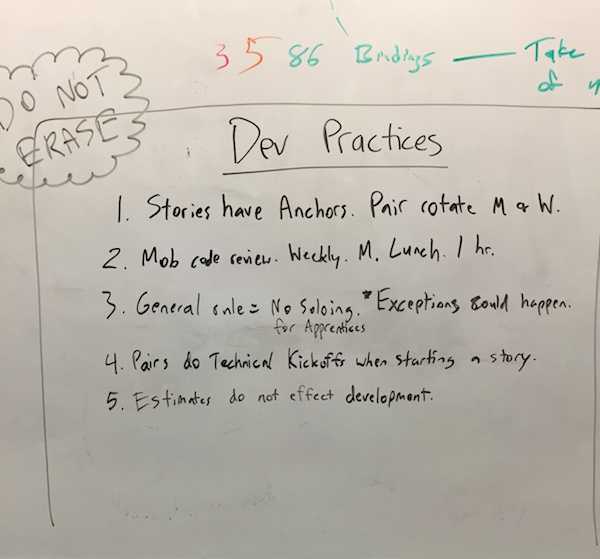 3 5 86 Bindings — Take
of
DO NOT
ERASE
Dev Practices
1. Stories have Anchors. Pair rotate M & W.
2. Mob code review. Weekly. M. Lunch. 1 hr.
3. General rule = No Soloing. *Exceptions could happen.
for Apprentices
4. Pairs do Technical Kickoffs when starting a story.
5. Estimates do not effect development.